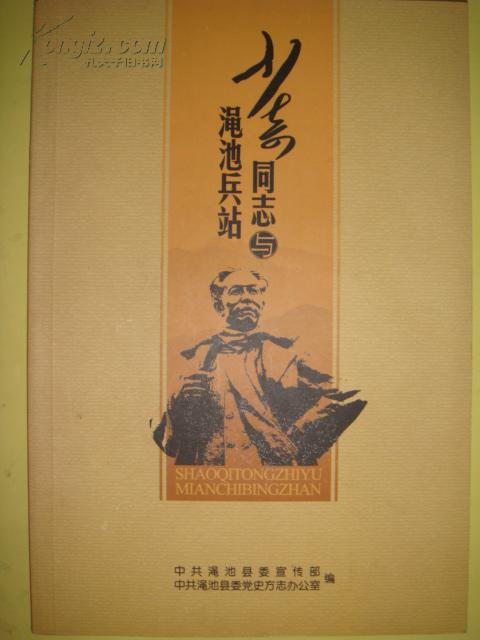 Kongfz.com
孔夫子旧书网
少奇
同志与
渑池兵站
SHAOQITONGZHIYU
MIANCHIBINGZHAN
中共渑池县委宣传部
中共渑池县委党史方志办公室
编